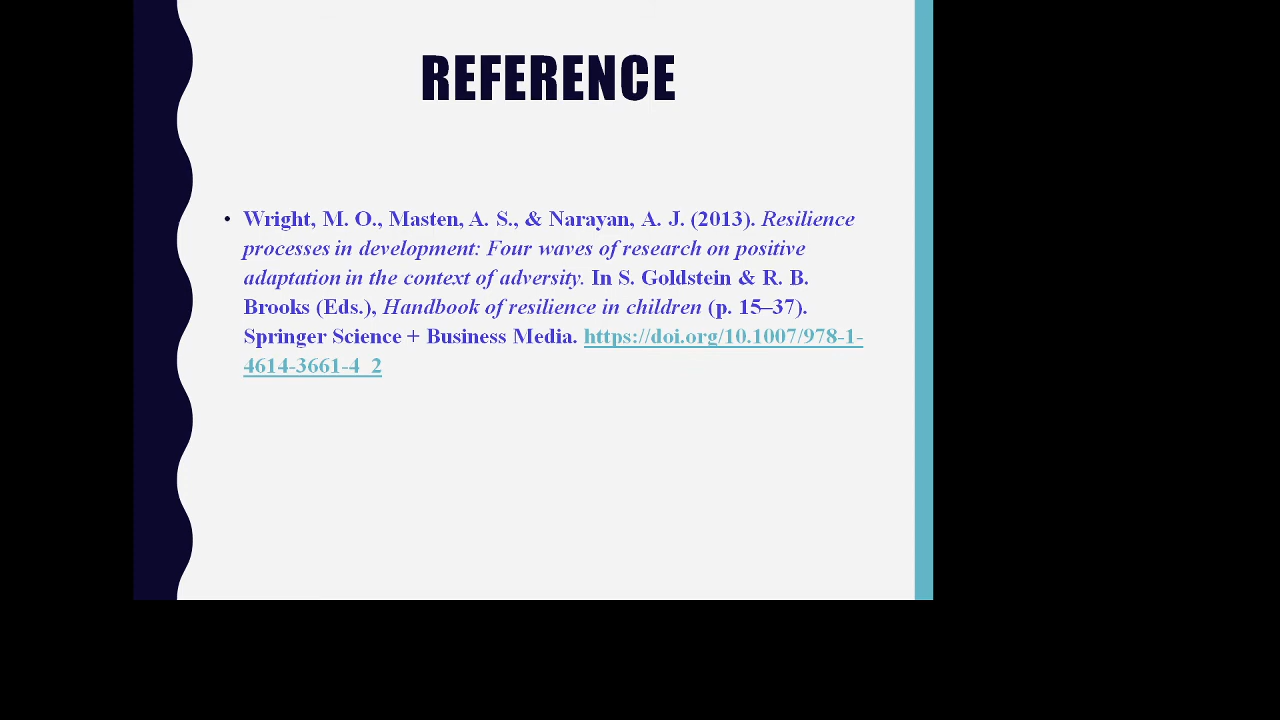 REFERENCE
• Wright, M. O., Masten, A. S., & Narayan, A. J. (2013). Resilience
processes in development: Four waves of research on positive
adaptation in the context of adversity. In S. Goldstein & R. B.
Brooks (Eds.), Handbook of resilience in children (p. 15–37).
Springer Science + Business Media. https://doi.org/10.1007/978-1-
4614-3661-4_2